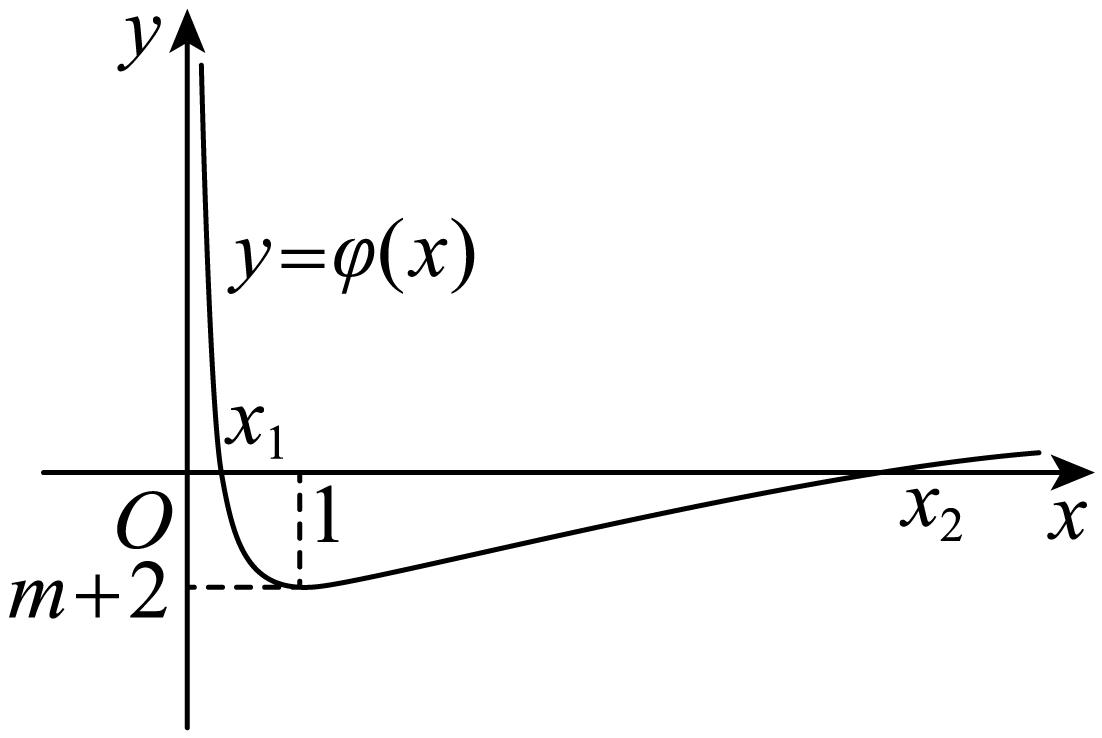 y
y=φ(x)
x₁
O
1
x₂
x
m+2